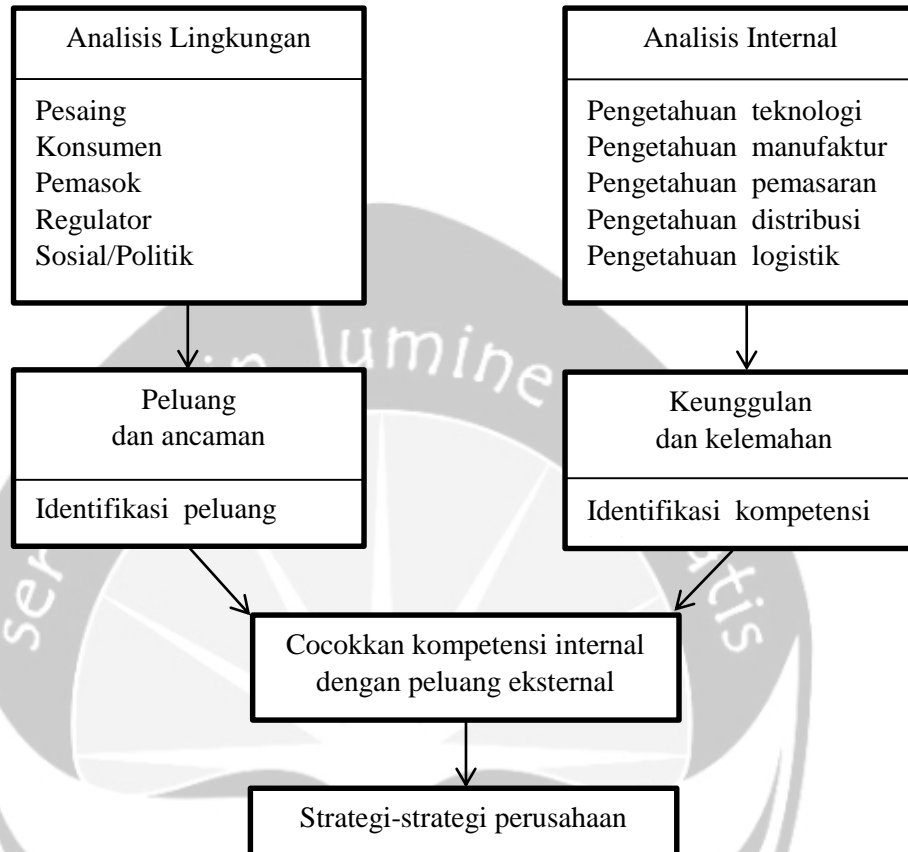 Analisis Lingkungan
Pesaing
Konsumen
Pemasok
Regulator
Sosial/Politik
Analisis Internal
Pengetahuan teknologi
Pengetahuan manufaktur
Pengetahuan pemasaran
Pengetahuan distribusi
Pengetahuan logistik
Peluang
dan ancaman
Identifikasi peluang
Keunggulan
dan kelemahan
Identifikasi kompetensi
Cocokkan kompetensi internal
dengan peluang eksternal
Strategi-strategi perusahaan
in lumine